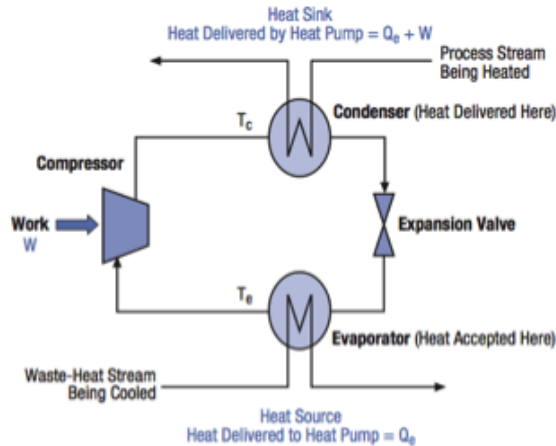 Heat Sink
Heat Delivered by Heat Pump = Qe + W
Process Stream
Being Heated
Tc
Condenser (Heat Delivered Here)
Compressor
Work
W
Expansion Valve
Te
Evaporator (Heat Accepted Here)
Waste-Heat Stream
Being Cooled
Heat Source
Heat Delivered to Heat Pump = Qe